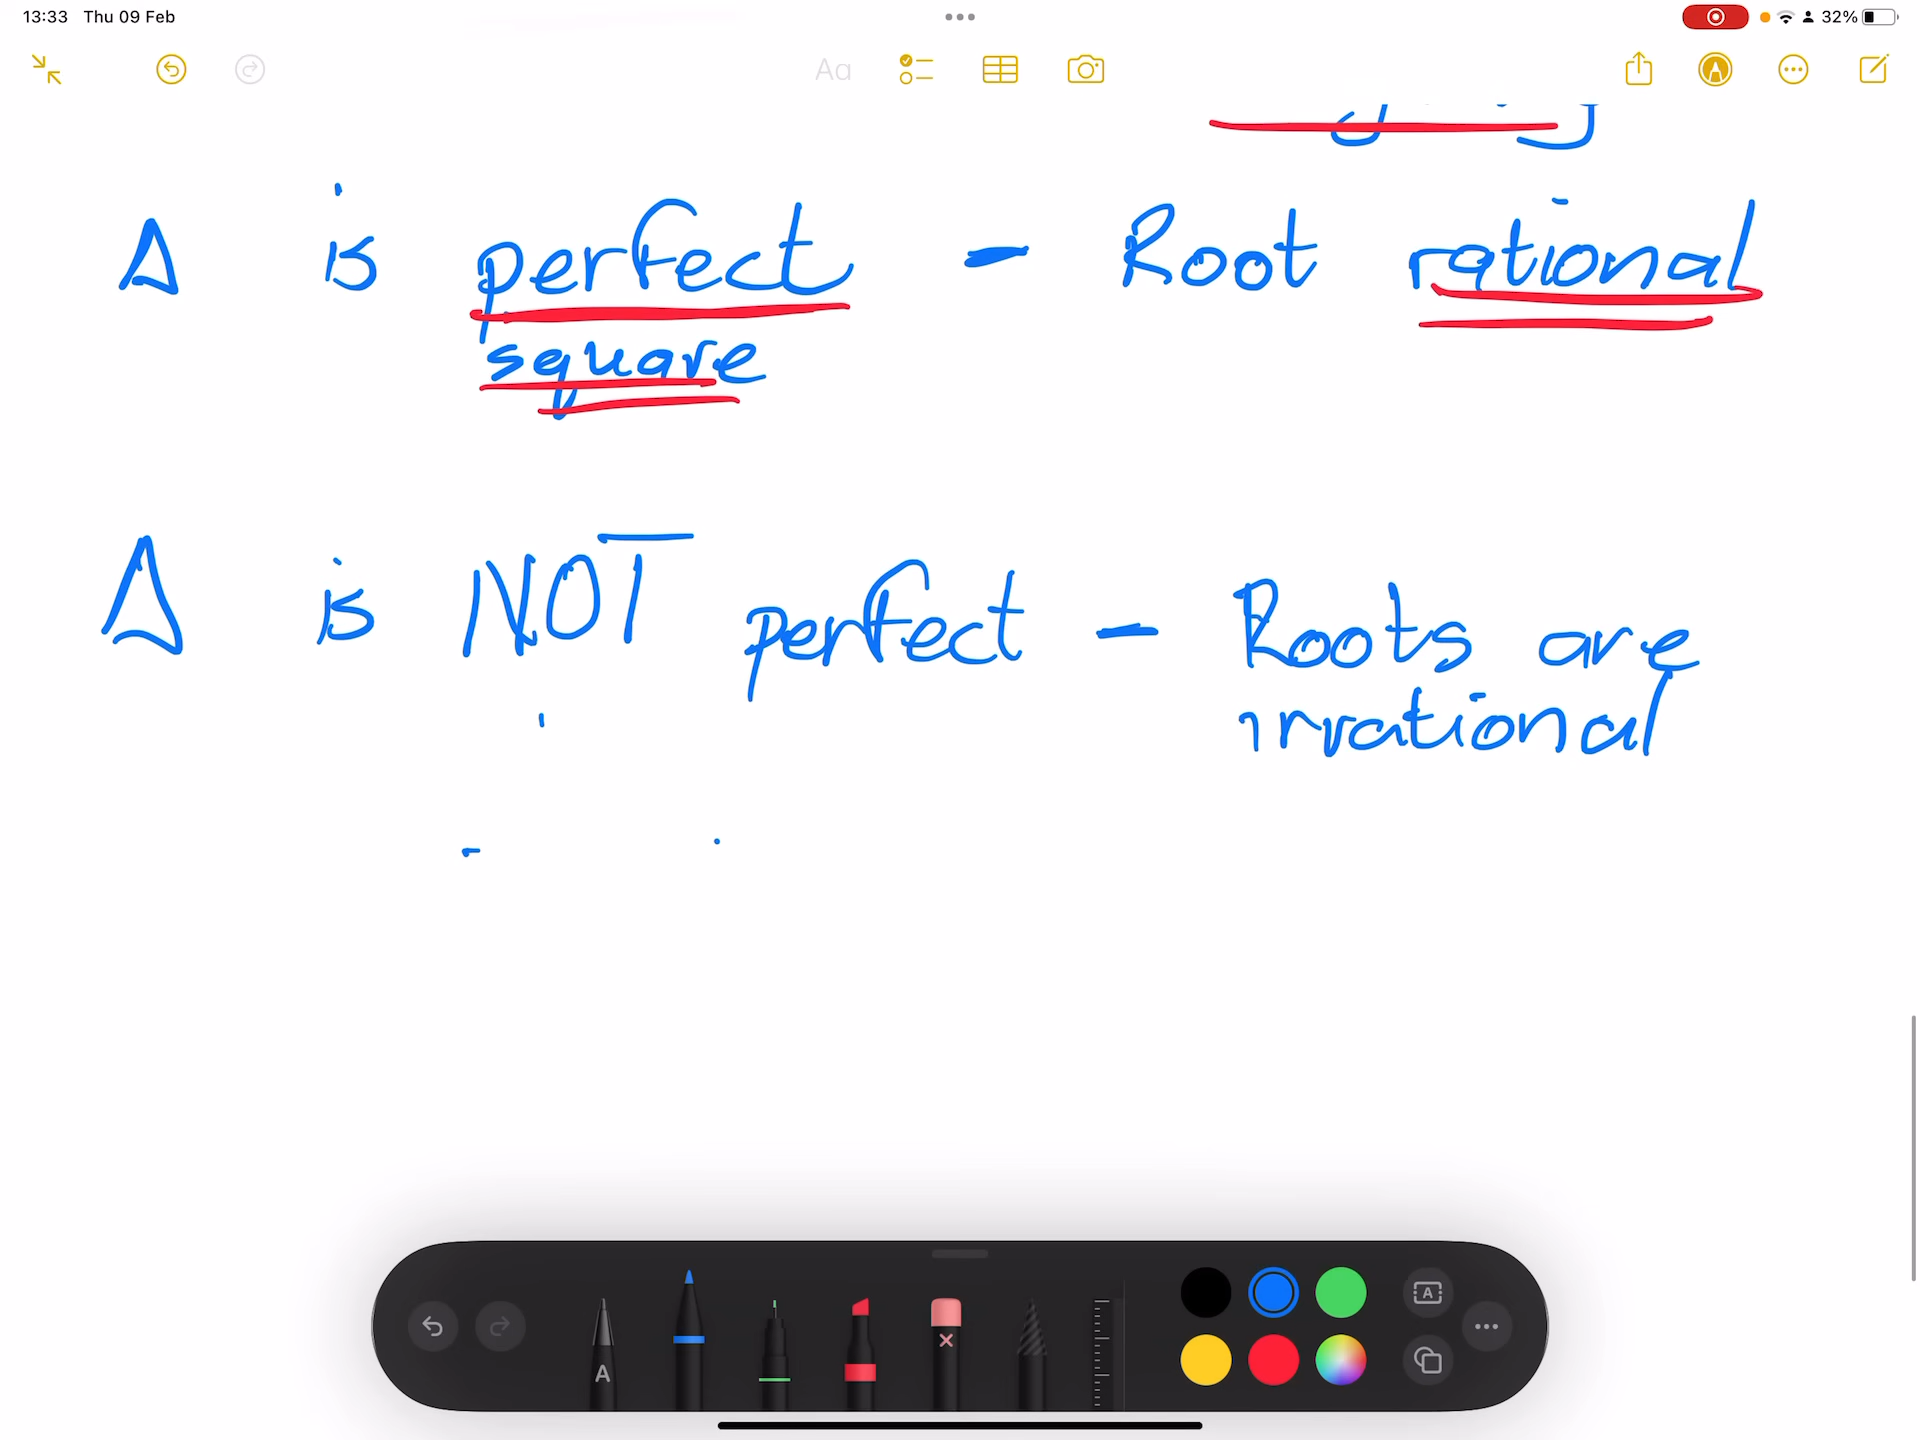 13:33 Thu 09 Feb
32%
Aa
Δ is perfect - Root rational
square
Δ is NOT perfect - Roots are
irrational
A
A